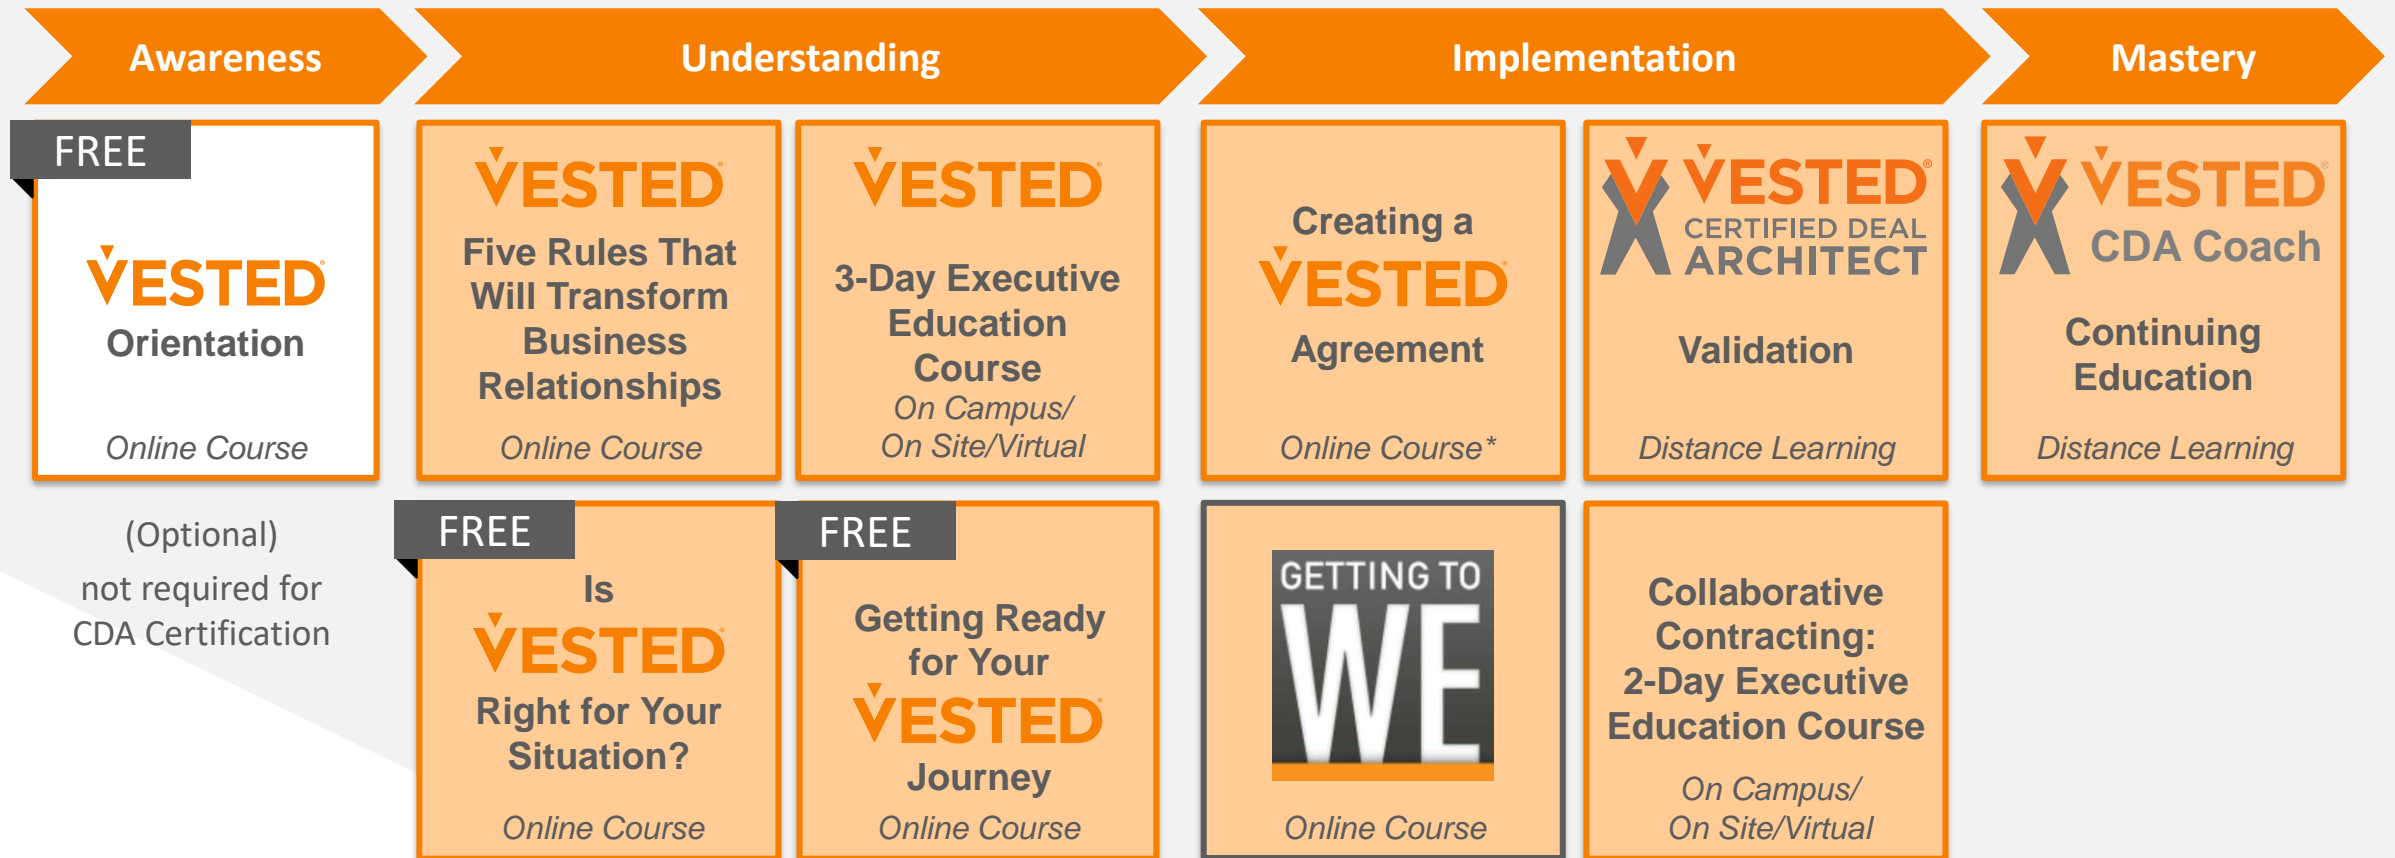 Awareness
Understanding
Implementation
Mastery
FREE
VESTED®
Orientation
Online Course
(Optional)
not required for
CDA Certification
VESTED®
Five Rules That
Will Transform
Business
Relationships
Online Course
VESTED®
3-Day Executive
Education
Course
On Campus/
On Site/Virtual
Creating a
VESTED®
Agreement
Online Course*
VESTED®
CERTIFIED DEAL
ARCHITECT
Validation
Distance Learning
VESTED®
CDA Coach
Continuing
Education
Distance Learning
FREE
Is
VESTED®
Right for Your
Situation?
Online Course
FREE
Getting Ready
for Your
VESTED®
Journey
Online Course
GETTING TO
WE
Online Course
Collaborative
Contracting:
2-Day Executive
Education Course
On Campus/
On Site/Virtual